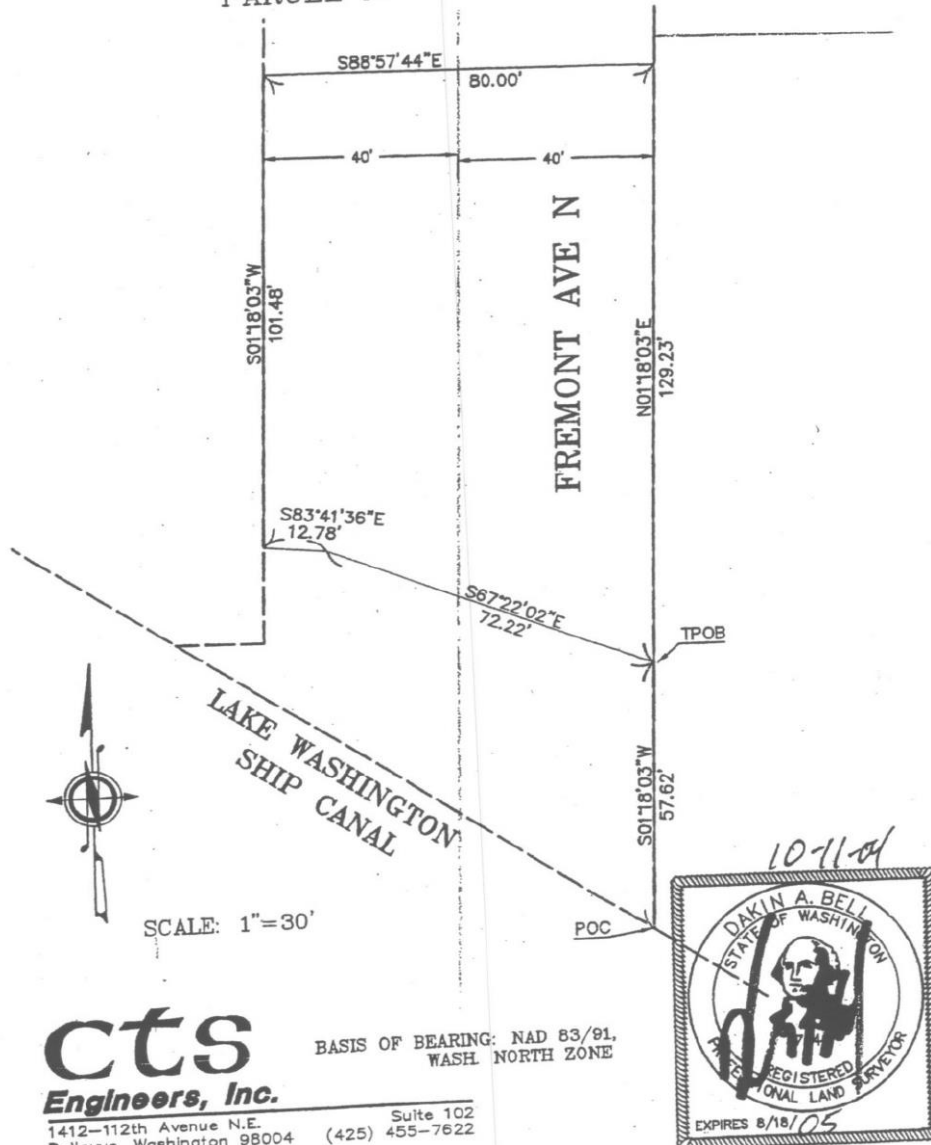 S88°57'44"E
80.00'
40'
40'
FREMONT AVE N
S01°18'03"W
101.48'
N01°18'03"E
129.23'
S83°41'36"E
12.78'
S67°22'02"E
72.22'
TPOB
LAKE WASHINGTON
SHIP CANAL
S01°18'03"W
57.62'
POC
SCALE: 1"=30'
10-11-04
DAKIN A. BELL
STATE OF WASHINGTON
REGISTERED
PROFESSIONAL LAND SURVEYOR
EXPIRES 8/18/05
cts
Engineers, Inc.
BASIS OF BEARING: NAD 83/91,
WASH. NORTH ZONE
1412-112th Avenue N.E.
Suite 102
Washington 98004
(425) 455-7622